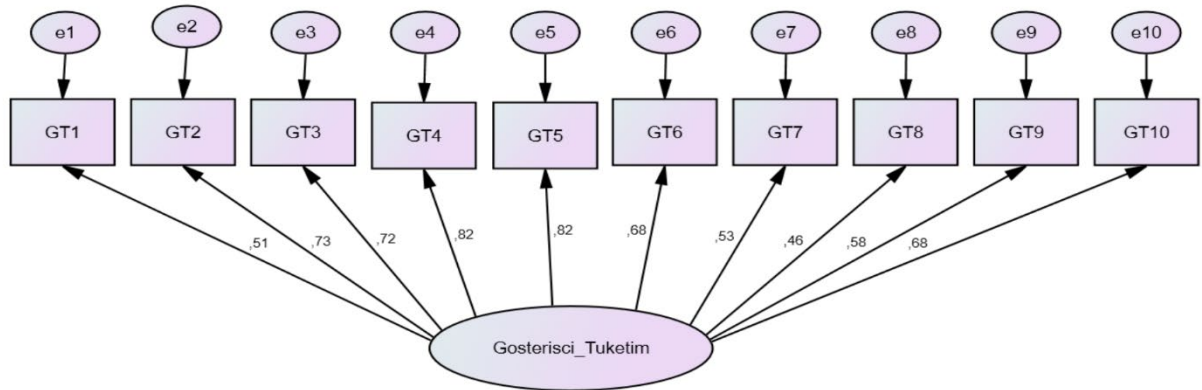 e1 e2 e3 e4 e5 e6 e7 e8 e9 e10
GT1 GT2 GT3 GT4 GT5 GT6 GT7 GT8 GT9 GT10
,51 ,73 ,72 ,82 ,82 ,68 ,53 ,46 ,58 ,68
Gosterisci_Tuketim